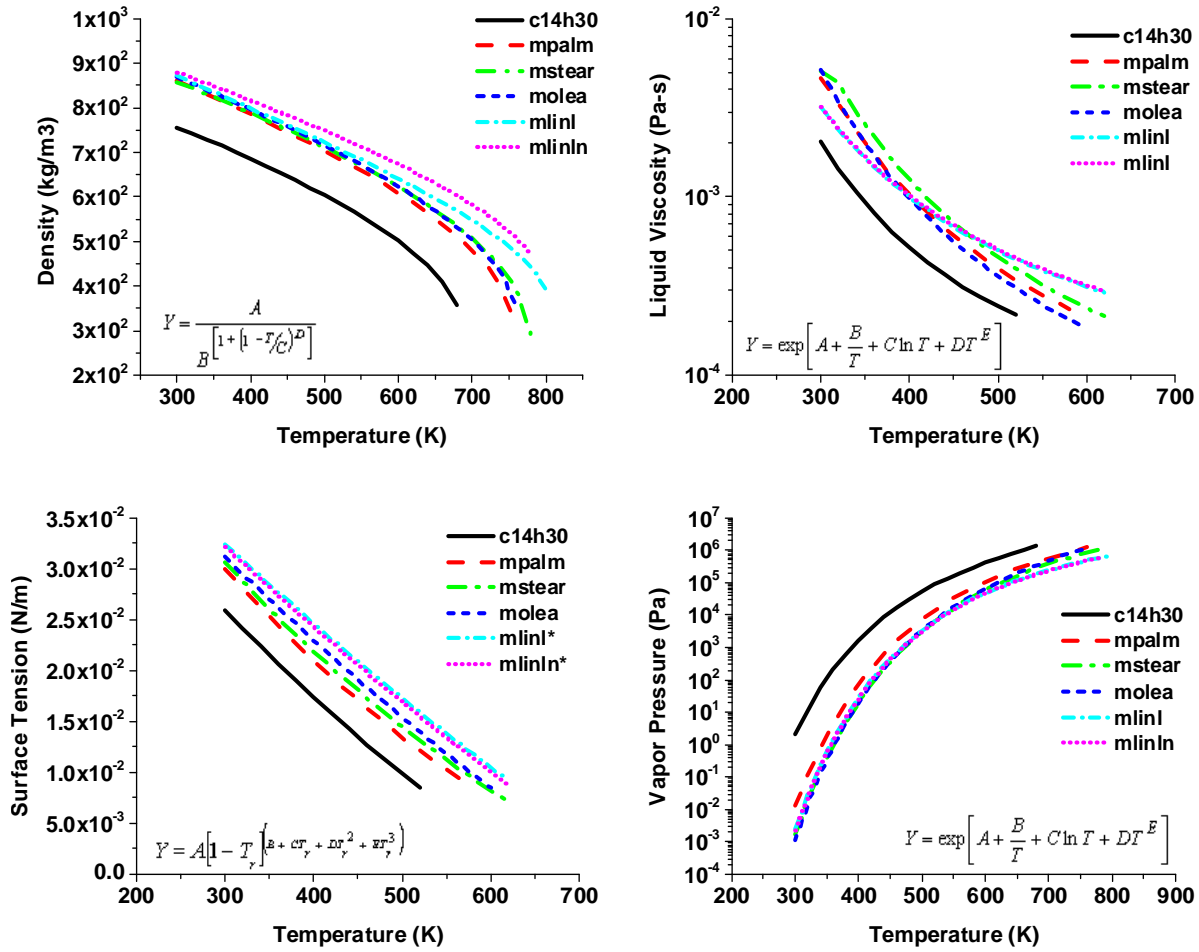 1x10³
9x10²
8x10²
7x10²
6x10²
5x10²
4x10²
3x10²
2x10²
Density (kg/m3)
300 400 500 600 700 800
Temperature (K)
c14h30
mpalm
mstear
molea
mlinl
mlinln
Y = A / B^[1 + (1 - T/C)^D]
10⁻²
10⁻³
10⁻⁴
Liquid Viscosity (Pa-s)
200 300 400 500 600 700
Temperature (K)
c14h30
mpalm
mstear
molea
mlinl
mlinl
Y = exp[A + B/T + C ln T + DT^E]
3.5x10⁻²
3.0x10⁻²
2.5x10⁻²
2.0x10⁻²
1.5x10⁻²
1.0x10⁻²
5.0x10⁻³
0.0
Surface Tension (N/m)
200 300 400 500 600 700
Temperature (K)
c14h30
mpalm
mstear
molea
mlinl*
mlinln*
Y = A[1 - T_r]^(B + CT_r + DT_r² + ET_r³)
10⁷
10⁶
10⁵
10⁴
10³
10²
10¹
10⁰
10⁻¹
10⁻²
10⁻³
10⁻⁴
Vapor Pressure (Pa)
200 300 400 500 600 700 800 900
Temperature (K)
c14h30
mpalm
mstear
molea
mlinl
mlinln
Y = exp[A + B/T + C ln T + DT^E]